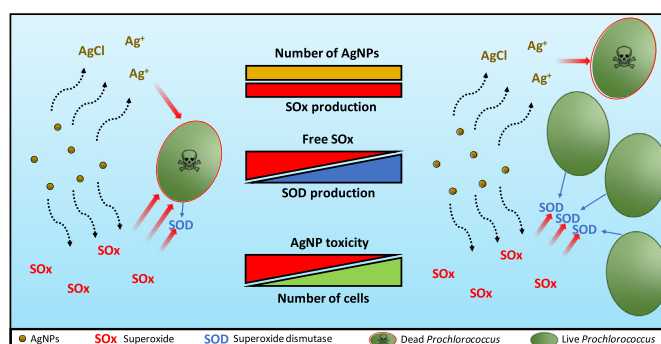 AgCl
Ag⁺
Ag⁺
SOD
SOx
SOx
SOx
SOx
Number of AgNPs
SOx production
Free SOx
SOD production
AgNP toxicity
Number of cells
AgCl
Ag⁺
Ag⁺
SOD
SOD
SOD
SOx
SOx
SOx
SOx
AgNPs
SOx Superoxide
SOD Superoxide dismutase
Dead Prochlorococcus
Live Prochlorococcus